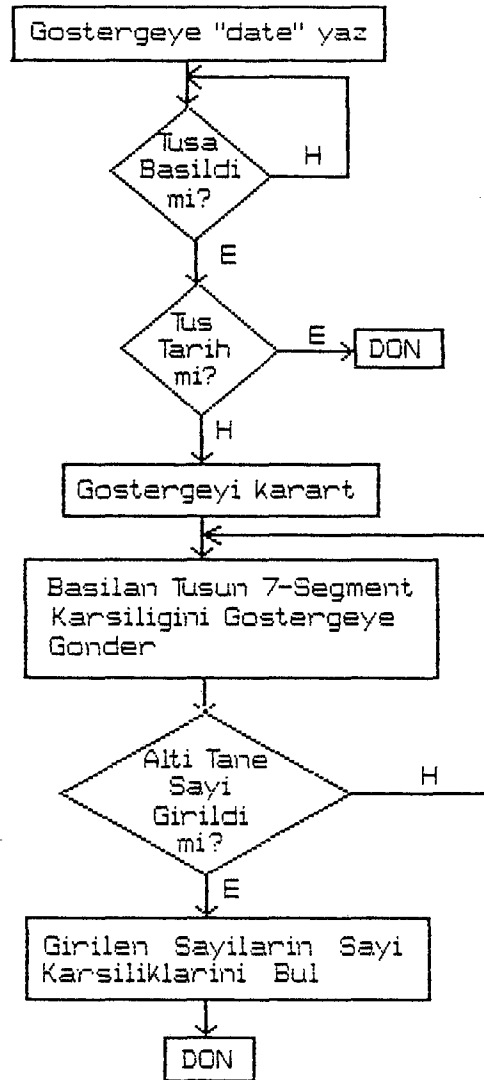 Gostergeye "date" yaz
Tusa
Basildi
mi?
H
E
Tus
Tarih
mi?
E
DON
H
Gostergeyi Karart
Basilan Tusun 7-Segment
Karsiligini Gostergeye
Gonder
Alti Tane
Sayi
Girildi
mi?
H
E
Girilen Sayilarin Sayi
Karsiliklarini Bul
DON